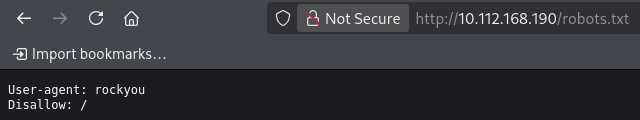 Not Secure http://10.112.168.190/robots.txt
Import bookmarks...
User-agent: rockyou
Disallow: /